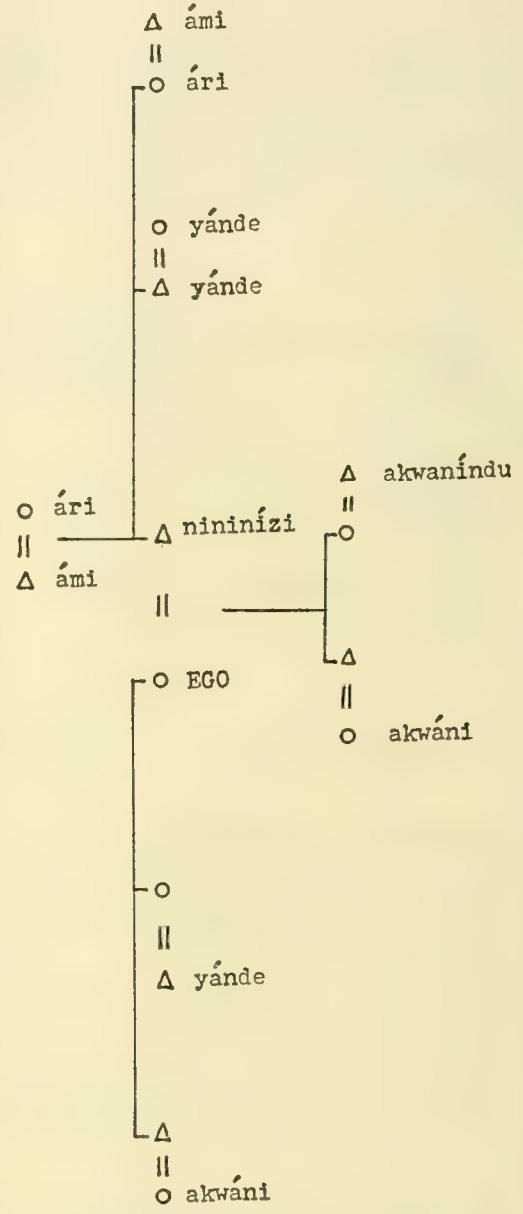 ámi
ári
yánde
yánde
akwaníndu
ári
nininízi
ámi
EGO
akwáni
yánde
akwáni